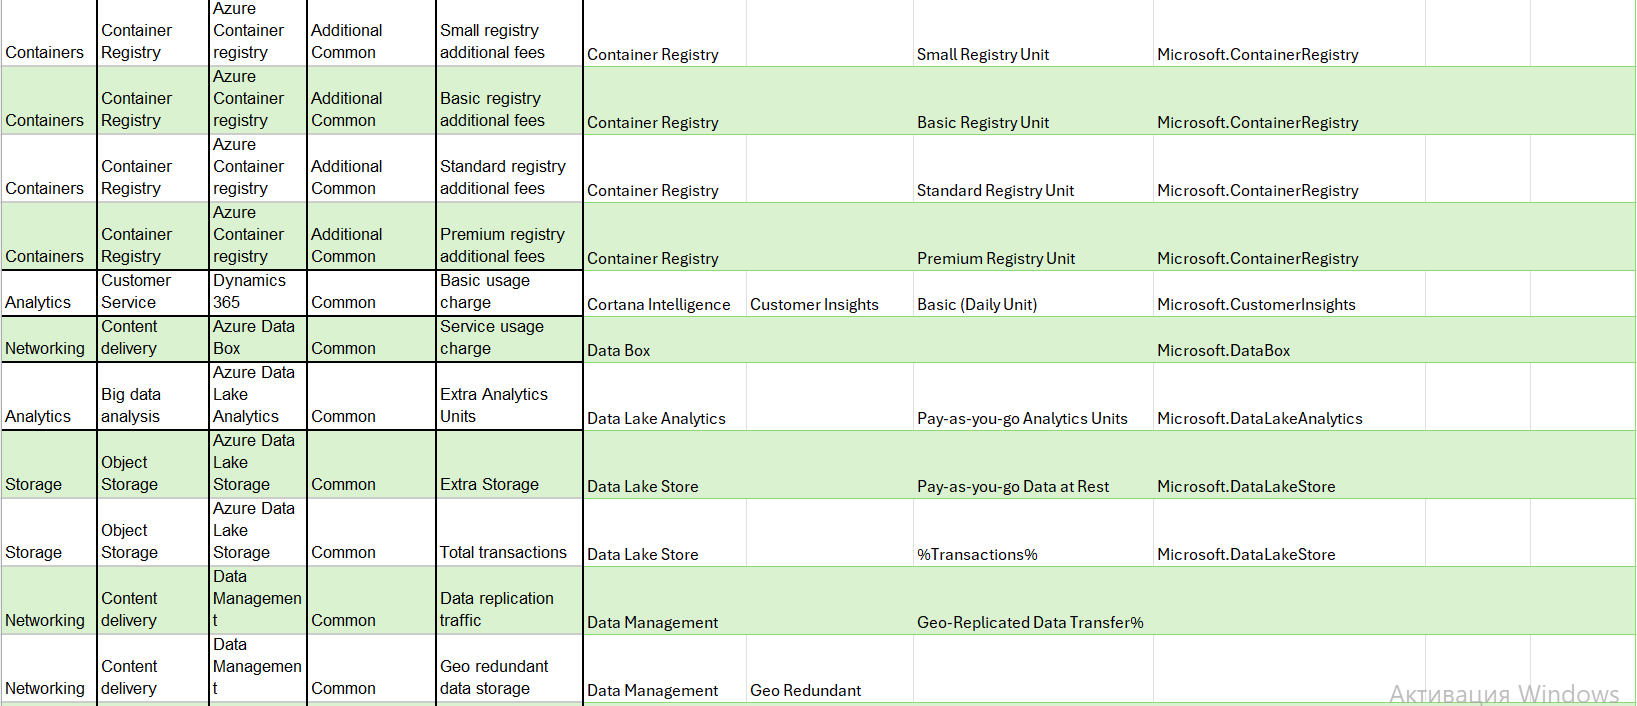 Containers Container Registry Azure Container registry Additional Common Small registry additional fees Container Registry Small Registry Unit Microsoft.ContainerRegistry
Containers Container Registry Azure Container registry Additional Common Basic registry additional fees Container Registry Basic Registry Unit Microsoft.ContainerRegistry
Containers Container Registry Azure Container registry Additional Common Standard registry additional fees Container Registry Standard Registry Unit Microsoft.ContainerRegistry
Containers Container Registry Azure Container registry Additional Common Premium registry additional fees Container Registry Premium Registry Unit Microsoft.ContainerRegistry
Analytics Customer Service Dynamics 365 Common Basic usage charge Cortana Intelligence Customer Insights Basic (Daily Unit) Microsoft.CustomerInsights
Networking Content delivery Azure Data Box Common Service usage charge Data Box Microsoft.DataBox
Analytics Big data analysis Azure Data Lake Analytics Common Extra Analytics Units Data Lake Analytics Pay-as-you-go Analytics Units Microsoft.DataLakeAnalytics
Storage Object Storage Azure Data Lake Storage Common Extra Storage Data Lake Store Pay-as-you-go Data at Rest Microsoft.DataLakeStore
Storage Object Storage Azure Data Lake Storage Common Total transactions Data Lake Store %Transactions% Microsoft.DataLakeStore
Networking Content delivery Data Management Common Data replication traffic Data Management Geo-Replicated Data Transfer%
Networking Content delivery Data Management Common Geo redundant data storage Data Management Geo Redundant
Активация Windows